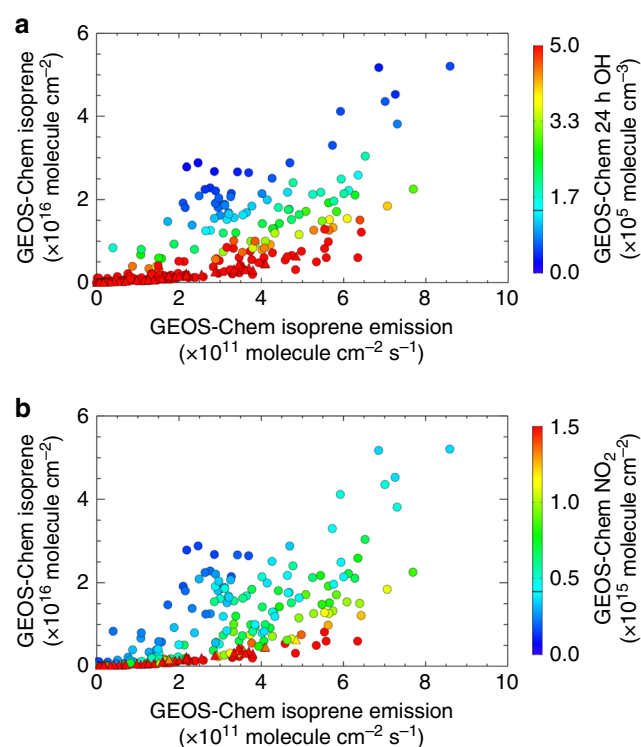 a
6
4
2
0
0 2 4 6 8 10
GEOS-Chem isoprene
(×10¹⁶ molecule cm⁻²)
GEOS-Chem isoprene emission
(×10¹¹ molecule cm⁻² s⁻¹)
5.0
3.3
1.7
0.0
GEOS-Chem 24 h OH
(×10⁵ molecule cm⁻³)
b
6
4
2
0
0 2 4 6 8 10
GEOS-Chem isoprene
(×10¹⁶ molecule cm⁻²)
GEOS-Chem isoprene emission
(×10¹¹ molecule cm⁻² s⁻¹)
1.5
1.0
0.5
0.0
GEOS-Chem NO₂
(×10¹⁵ molecule cm⁻²)